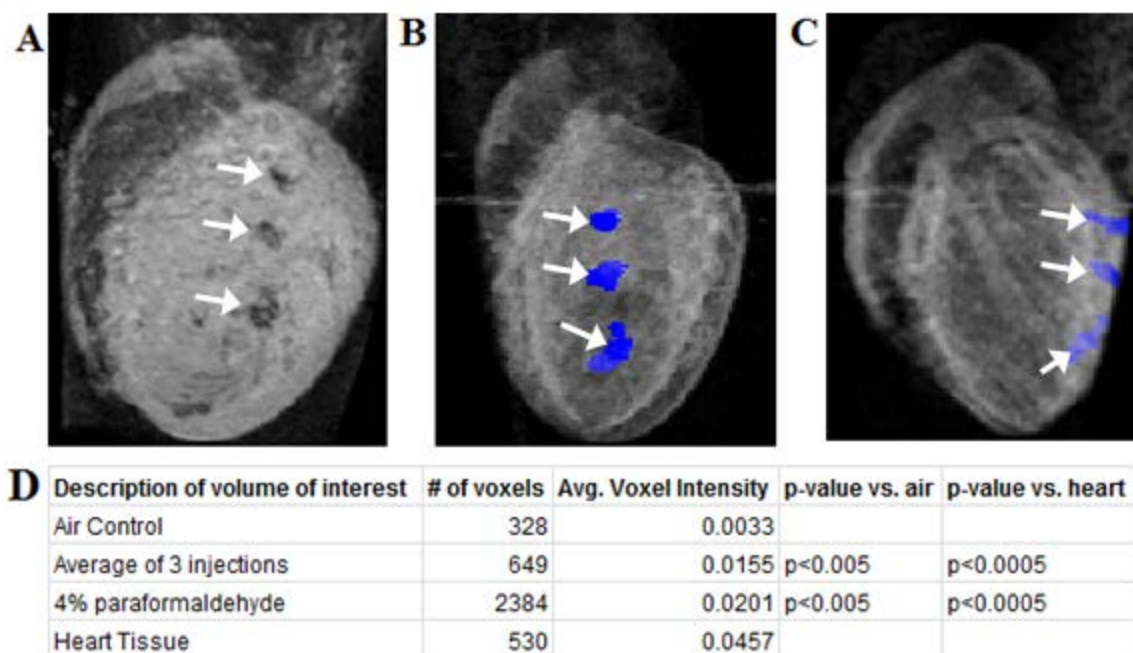 A B C
D Description of volume of interest # of voxels Avg. Voxel Intensity p-value vs. air p-value vs. heart
Air Control 328 0.0033
Average of 3 injections 649 0.0155 p<0.005 p<0.0005
4% paraformaldehyde 2384 0.0201 p<0.005 p<0.0005
Heart Tissue 530 0.0457